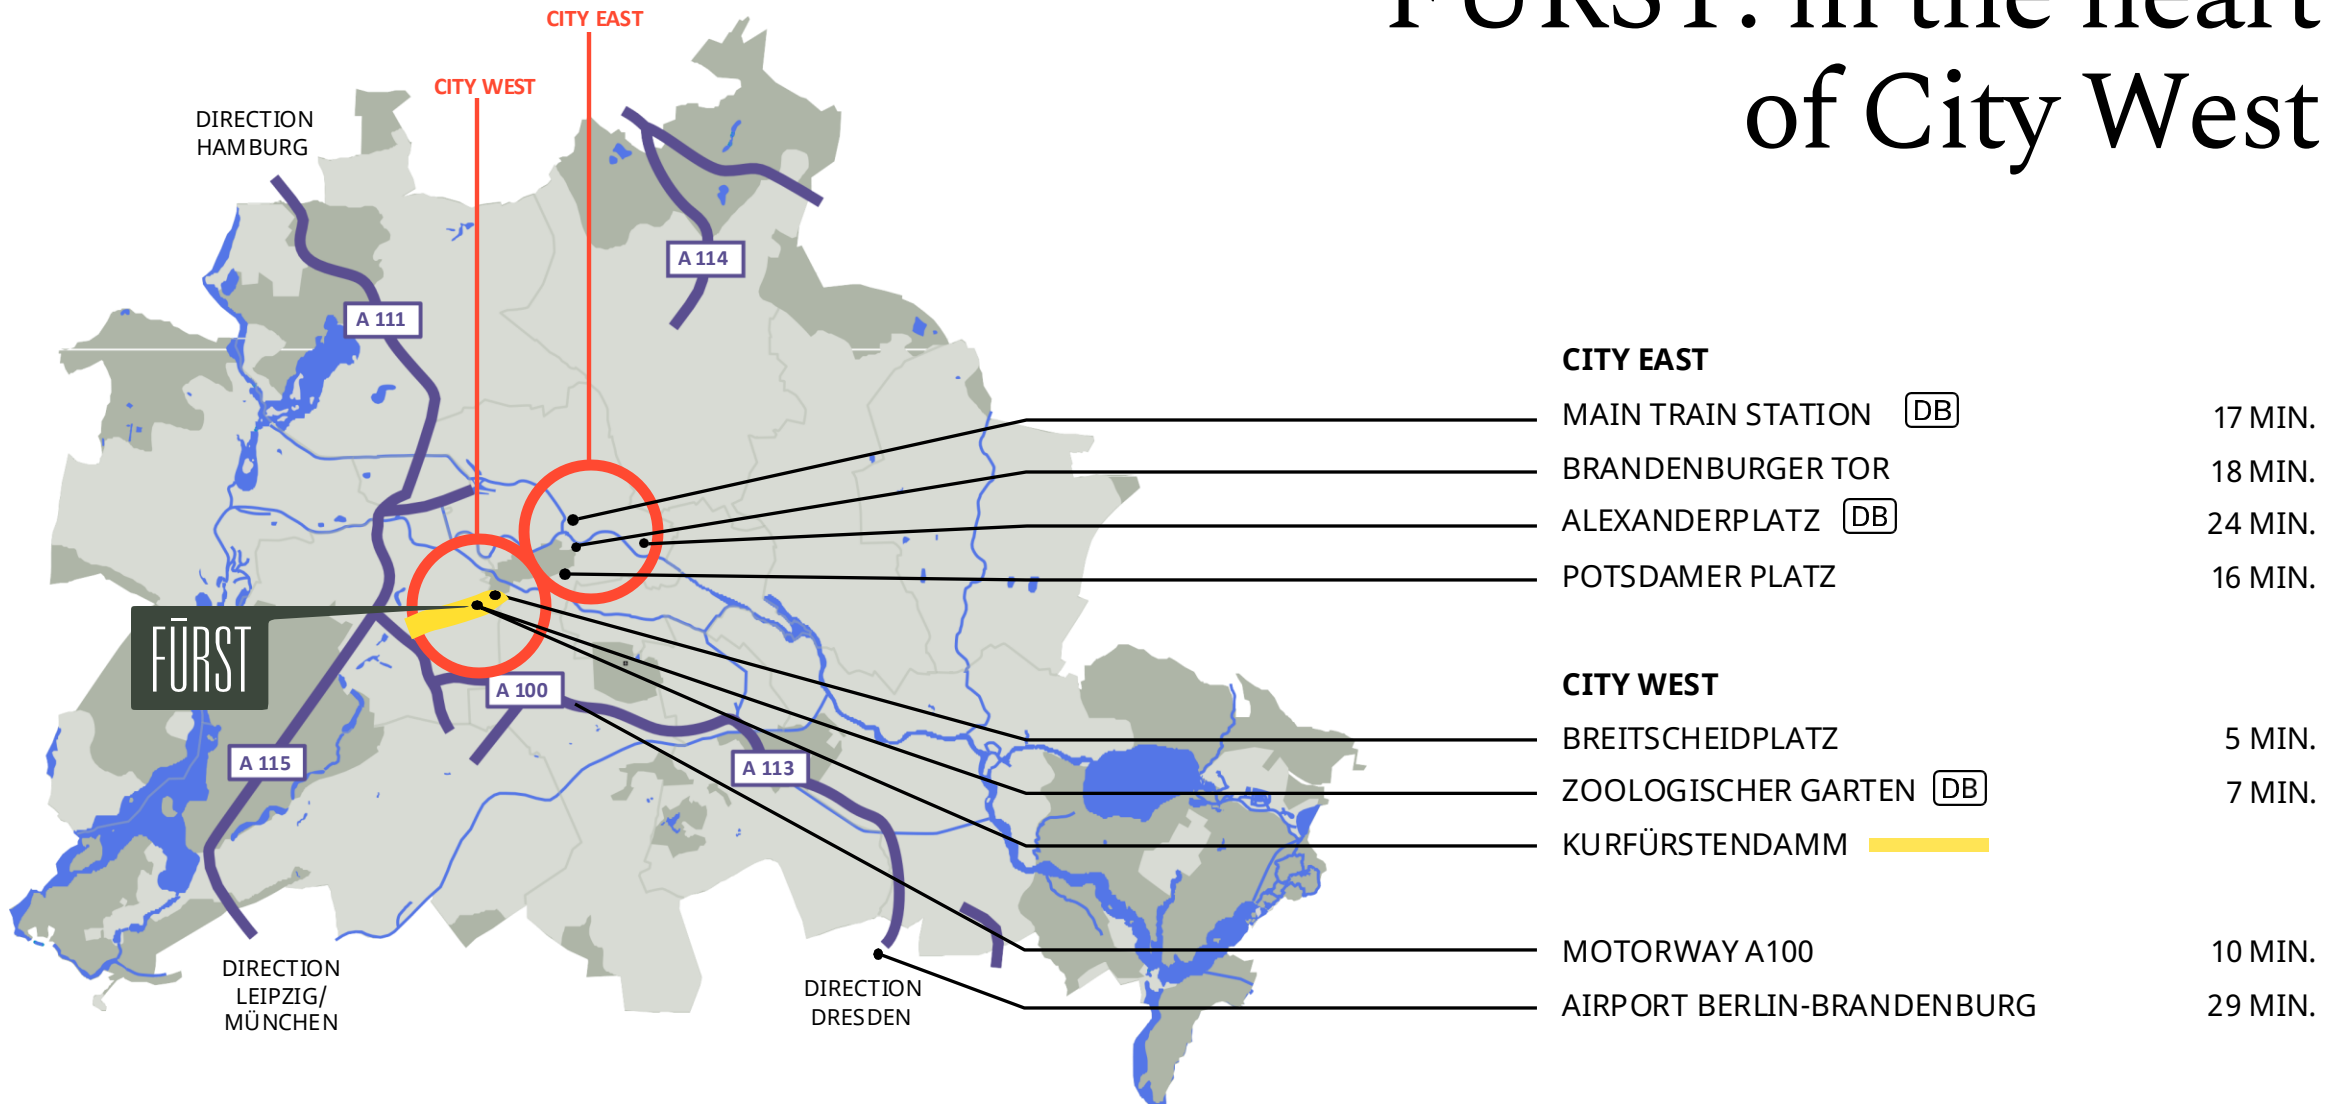 FÜRST: in the heart
of City West
CITY EAST
CITY WEST
DIRECTION
HAMBURG
A 114
A 111
FŪRST
A 100
A 115
A 113
DIRECTION
LEIPZIG/
MÜNCHEN
DIRECTION
DRESDEN
CITY EAST
MAIN TRAIN STATION DB 17 MIN.
BRANDENBURGER TOR 18 MIN.
ALEXANDERPLATZ DB 24 MIN.
POTSDAMER PLATZ 16 MIN.
CITY WEST
BREITSCHEIDPLATZ 5 MIN.
ZOOLOGISCHER GARTEN DB 7 MIN.
KURFÜRSTENDAMM
MOTORWAY A100 10 MIN.
AIRPORT BERLIN-BRANDENBURG 29 MIN.